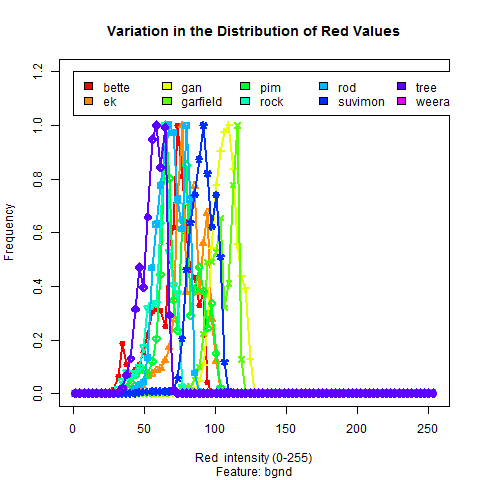 Variation in the Distribution of Red Values
bette gan pim rod tree
ek garfield rock suvimon weera
Frequency
0.0 0.2 0.4 0.6 0.8 1.0 1.2
0 50 100 150 200 250
Red intensity (0-255)
Feature: bgnd